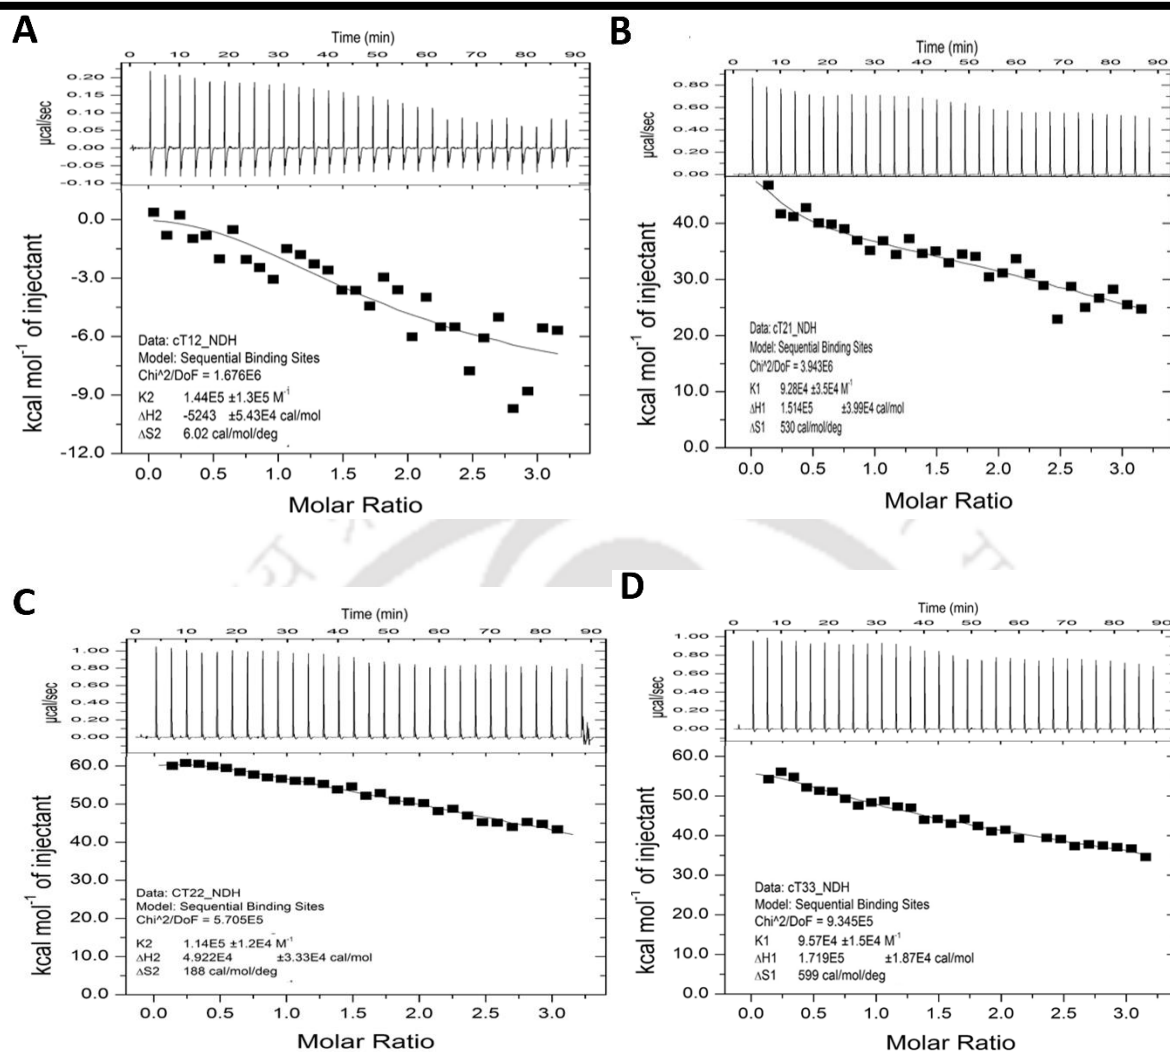 A
Time (min)
0 10 20 30 40 50 60 70 80 90
µcal/sec
0.20
0.15
0.10
0.05
0.00
-0.05
-0.10
kcal mol⁻¹ of injectant
0.0
-3.0
-6.0
-9.0
-12.0
Data: cT12_NDH
Model: Sequential Binding Sites
Chi^2/DoF = 1.676E6
K2 1.44E5 ±1.3E5 M⁻¹
ΔH2 -5243 ±5.43E4 cal/mol
ΔS2 6.02 cal/mol/deg
0.0 0.5 1.0 1.5 2.0 2.5 3.0
Molar Ratio
B
Time (min)
0 10 20 30 40 50 60 70 80 90
µcal/sec
0.80
0.60
0.40
0.20
0.00
kcal mol⁻¹ of injectant
40.0
30.0
20.0
10.0
0.0
Data: cT21_NDH
Model: Sequential Binding Sites
Chi^2/DoF = 3.943E6
K1 9.28E4 ±3.5E4 M⁻¹
ΔH1 1.514E5 ±3.99E4 cal/mol
ΔS1 530 cal/mol/deg
0.0 0.5 1.0 1.5 2.0 2.5 3.0
Molar Ratio
C
Time (min)
0 10 20 30 40 50 60 70 80 90
µcal/sec
1.00
0.80
0.60
0.40
0.20
0.00
kcal mol⁻¹ of injectant
60.0
50.0
40.0
30.0
20.0
10.0
0.0
Data: CT22_NDH
Model: Sequential Binding Sites
Chi^2/DoF = 5.705E5
K2 1.14E5 ±1.2E4 M⁻¹
ΔH2 4.922E4 ±3.33E4 cal/mol
ΔS2 188 cal/mol/deg
0.0 0.5 1.0 1.5 2.0 2.5 3.0
Molar Ratio
D
Time (min)
0 10 20 30 40 50 60 70 80 90
µcal/sec
1.00
0.80
0.60
0.40
0.20
0.00
kcal mol⁻¹ of injectant
60.0
50.0
40.0
30.0
20.0
10.0
0.0
Data: cT33_NDH
Model: Sequential Binding Sites
Chi^2/DoF = 9.345E5
K1 9.57E4 ±1.5E4 M⁻¹
ΔH1 1.719E5 ±1.87E4 cal/mol
ΔS1 599 cal/mol/deg
0.0 0.5 1.0 1.5 2.0 2.5 3.0
Molar Ratio